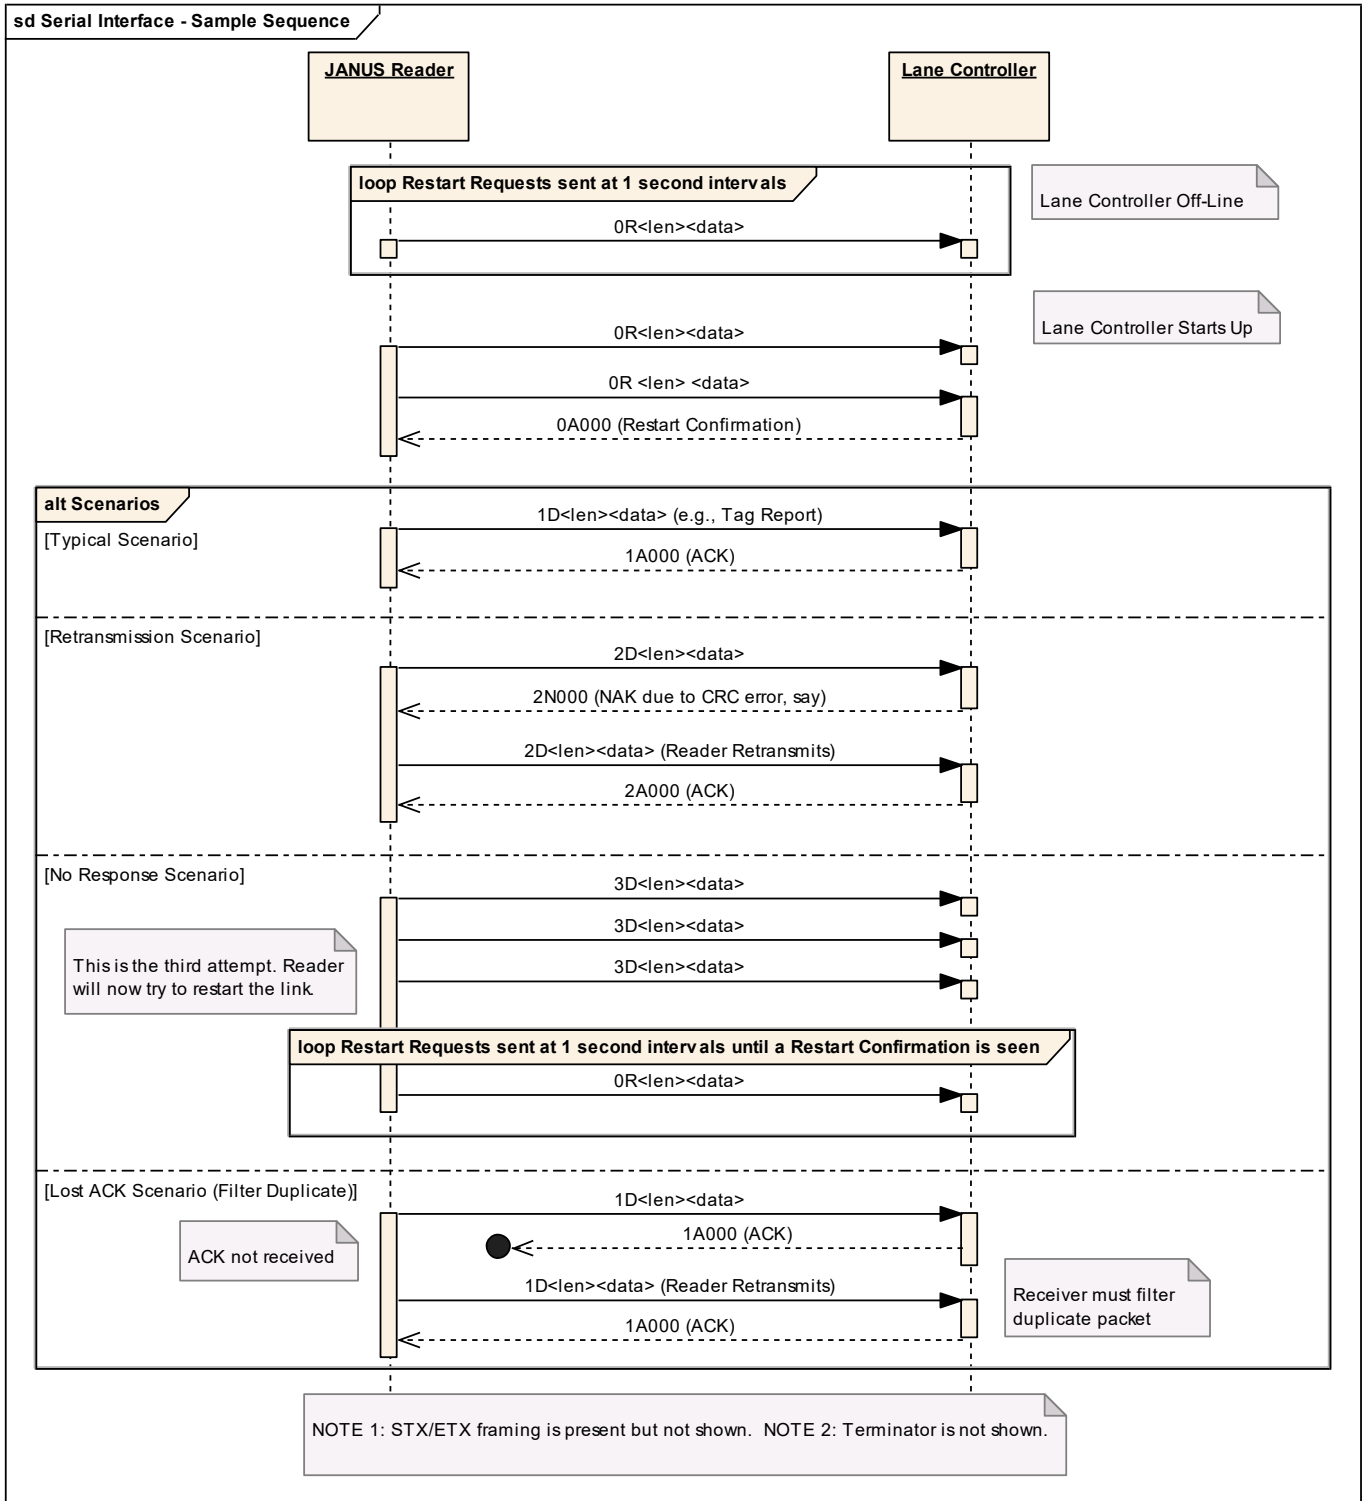 sd Serial Interface - Sample Sequence
JANUS Reader
Lane Controller
loop Restart Requests sent at 1 second intervals
Lane Controller Off-Line
0R<len><data>
Lane Controller Starts Up
0R<len><data>
0R <len> <data>
0A000 (Restart Confirmation)
alt Scenarios
1D<len><data> (e.g., Tag Report)
[Typical Scenario]
1A000 (ACK)
[Retransmission Scenario]
2D<len><data>
2N000 (NAK due to CRC error, say)
2D<len><data> (Reader Retransmits)
2A000 (ACK)
[No Response Scenario]
3D<len><data>
3D<len><data>
This is the third attempt. Reader
will now try to restart the link.
3D<len><data>
loop Restart Requests sent at 1 second intervals until a Restart Confirmation is seen
0R<len><data>
[Lost ACK Scenario (Filter Duplicate)]
1D<len><data>
1A000 (ACK)
ACK not received
1D<len><data> (Reader Retransmits)
Receiver must filter
duplicate packet
1A000 (ACK)
NOTE 1: STX/ETX framing is present but not shown.  NOTE 2: Terminator is not shown.